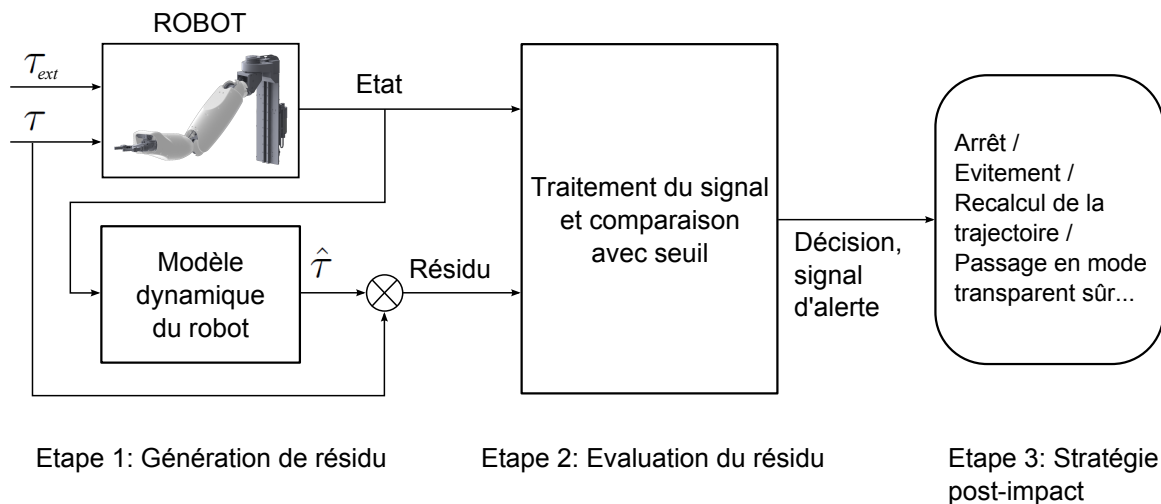 ROBOT
τext
τ
Etat
Modèle
dynamique
du robot
τ̂
Résidu
Traitement du signal
et comparaison
avec seuil
Décision,
signal
d'alerte
Arrêt /
Evitement /
Recalcul de la
trajectoire /
Passage en mode
transparent sûr...
Etape 1: Génération de résidu
Etape 2: Evaluation du résidu
Etape 3: Stratégie
post-impact